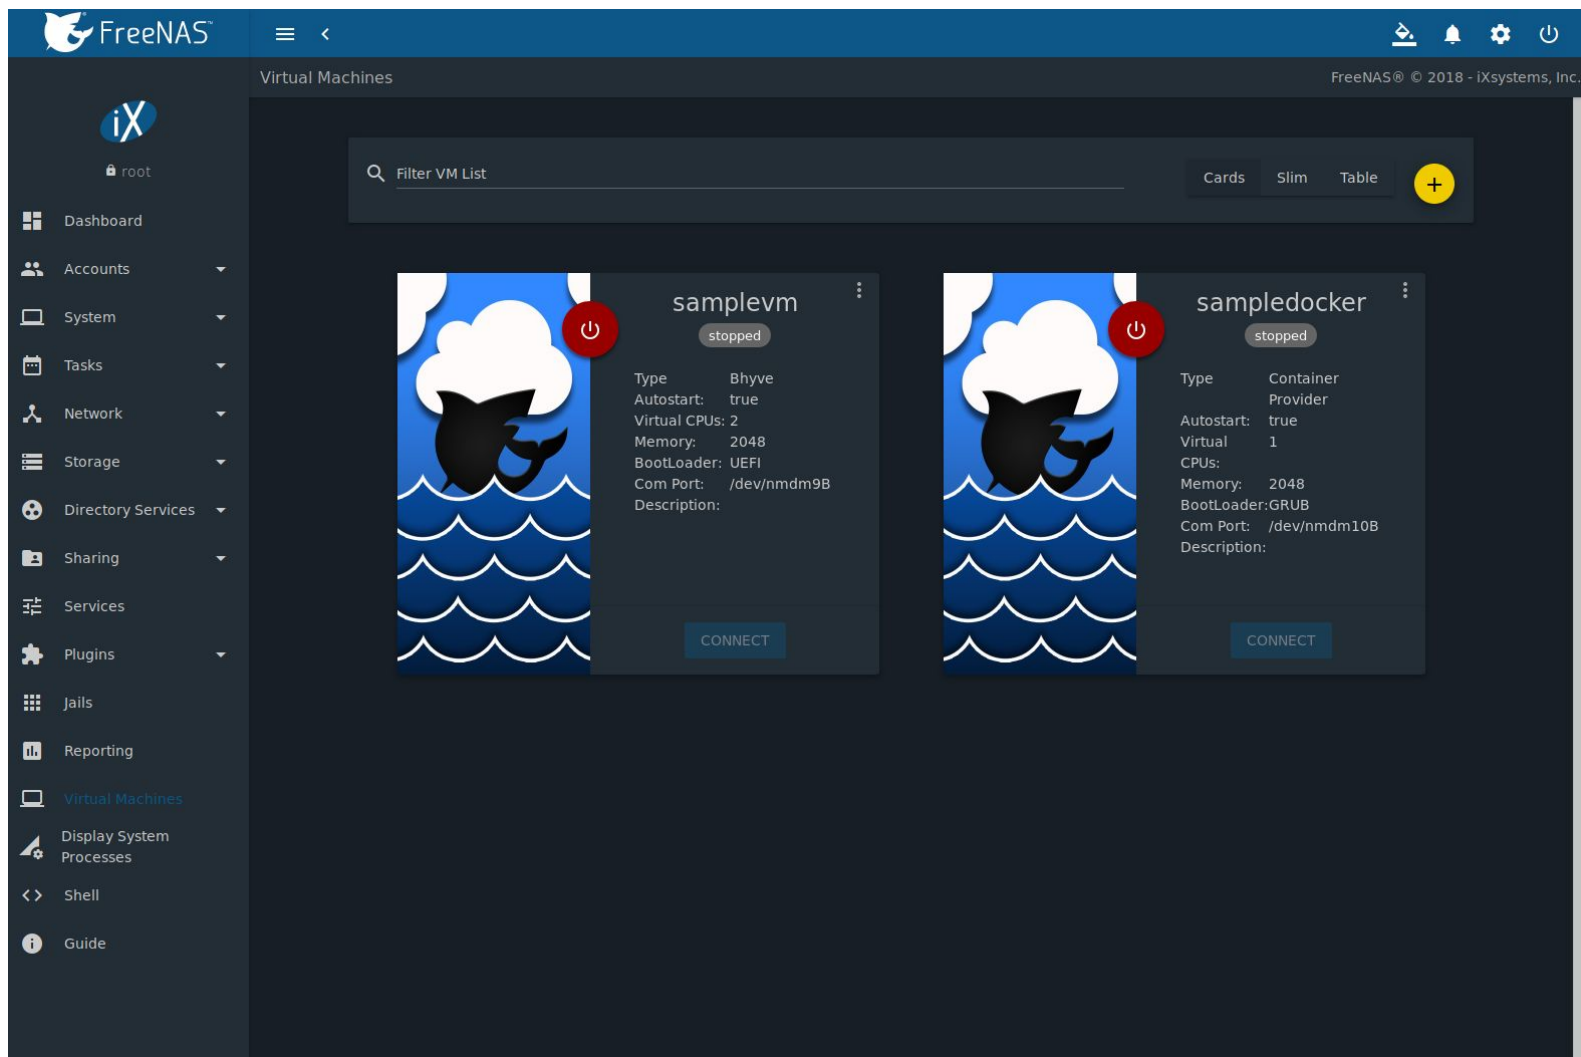 FreeNAS™
Virtual Machines
FreeNAS® © 2018 - iXsystems, Inc.
iX
root
Dashboard
Accounts
System
Tasks
Network
Storage
Directory Services
Sharing
Services
Plugins
Jails
Reporting
Virtual Machines
Display System
Processes
Shell
Guide
Filter VM List
Cards Slim Table
+
samplevm
stopped
Type Bhyve
Autostart: true
Virtual CPUs: 2
Memory: 2048
BootLoader: UEFI
Com Port: /dev/nmdm9B
Description:
CONNECT
sampledocker
stopped
Type Container
Provider
Autostart: true
Virtual 1
CPUs:
Memory: 2048
BootLoader:GRUB
Com Port: /dev/nmdm10B
Description:
CONNECT